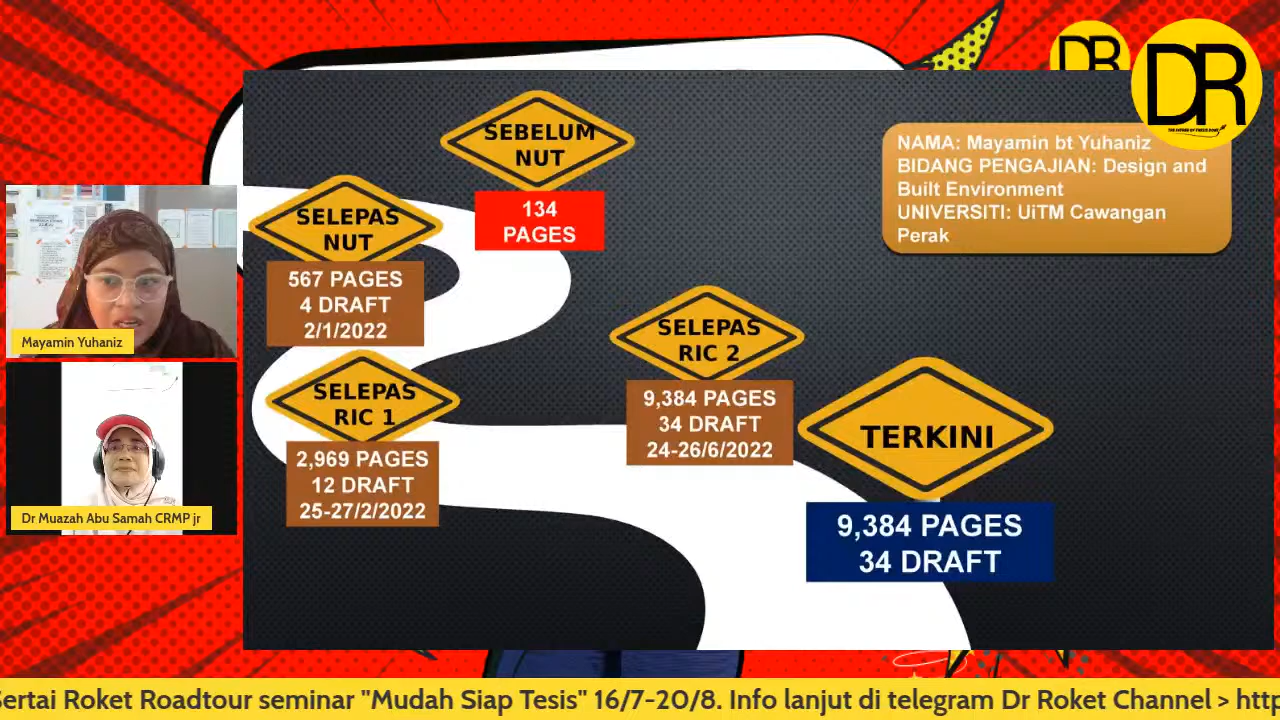 DR
DR
NAMA: Mayamin bt Yuhaniz
BIDANG PENGAJIAN: Design and
Built Environment
UNIVERSITI: UiTM Cawangan
Perak
SEBELUM
NUT
134
PAGES
SELEPAS
NUT
567 PAGES
4 DRAFT
2/1/2022
SELEPAS
RIC 1
2,969 PAGES
12 DRAFT
25-27/2/2022
SELEPAS
RIC 2
9,384 PAGES
34 DRAFT
24-26/6/2022
TERKINI
9,384 PAGES
34 DRAFT
Mayamin Yuhaniz
Dr Muazah Abu Samah CRMP jr
Sertai Roket Roadtour seminar "Mudah Siap Tesis" 16/7-20/8. Info lanjut di telegram Dr Roket Channel > http